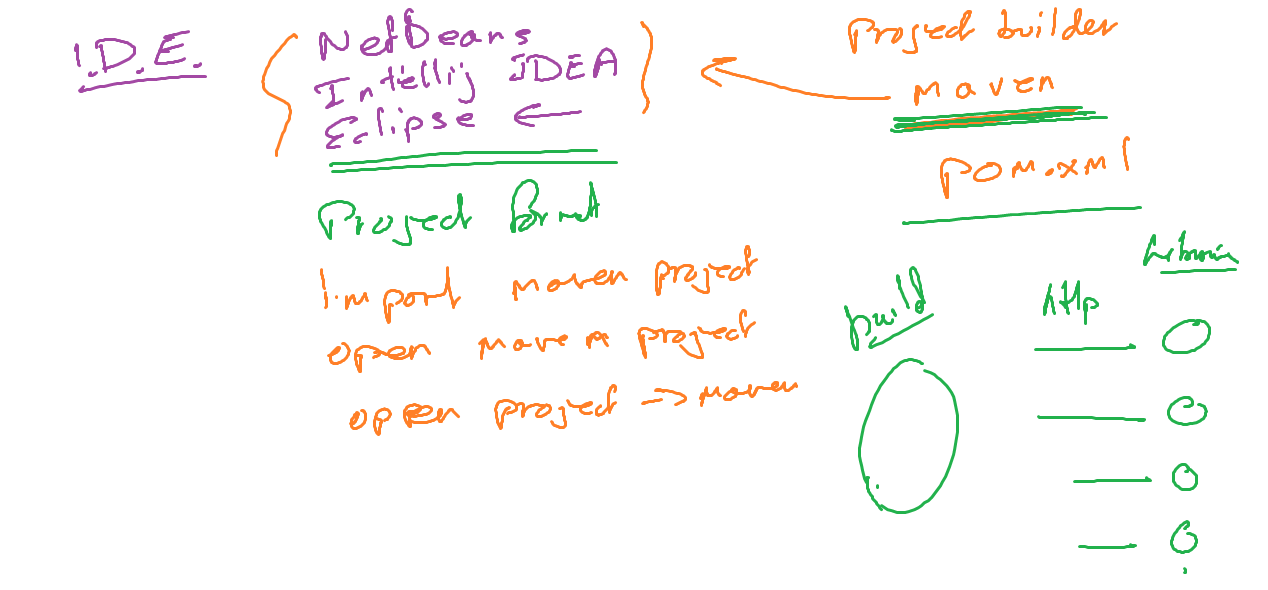 I.D.E.
NetBeans
Intellij IDEA
Eclipse
Project format
Import maven project
open maven project
open project -> maven
Project builder
maven
pom.xml
build
http